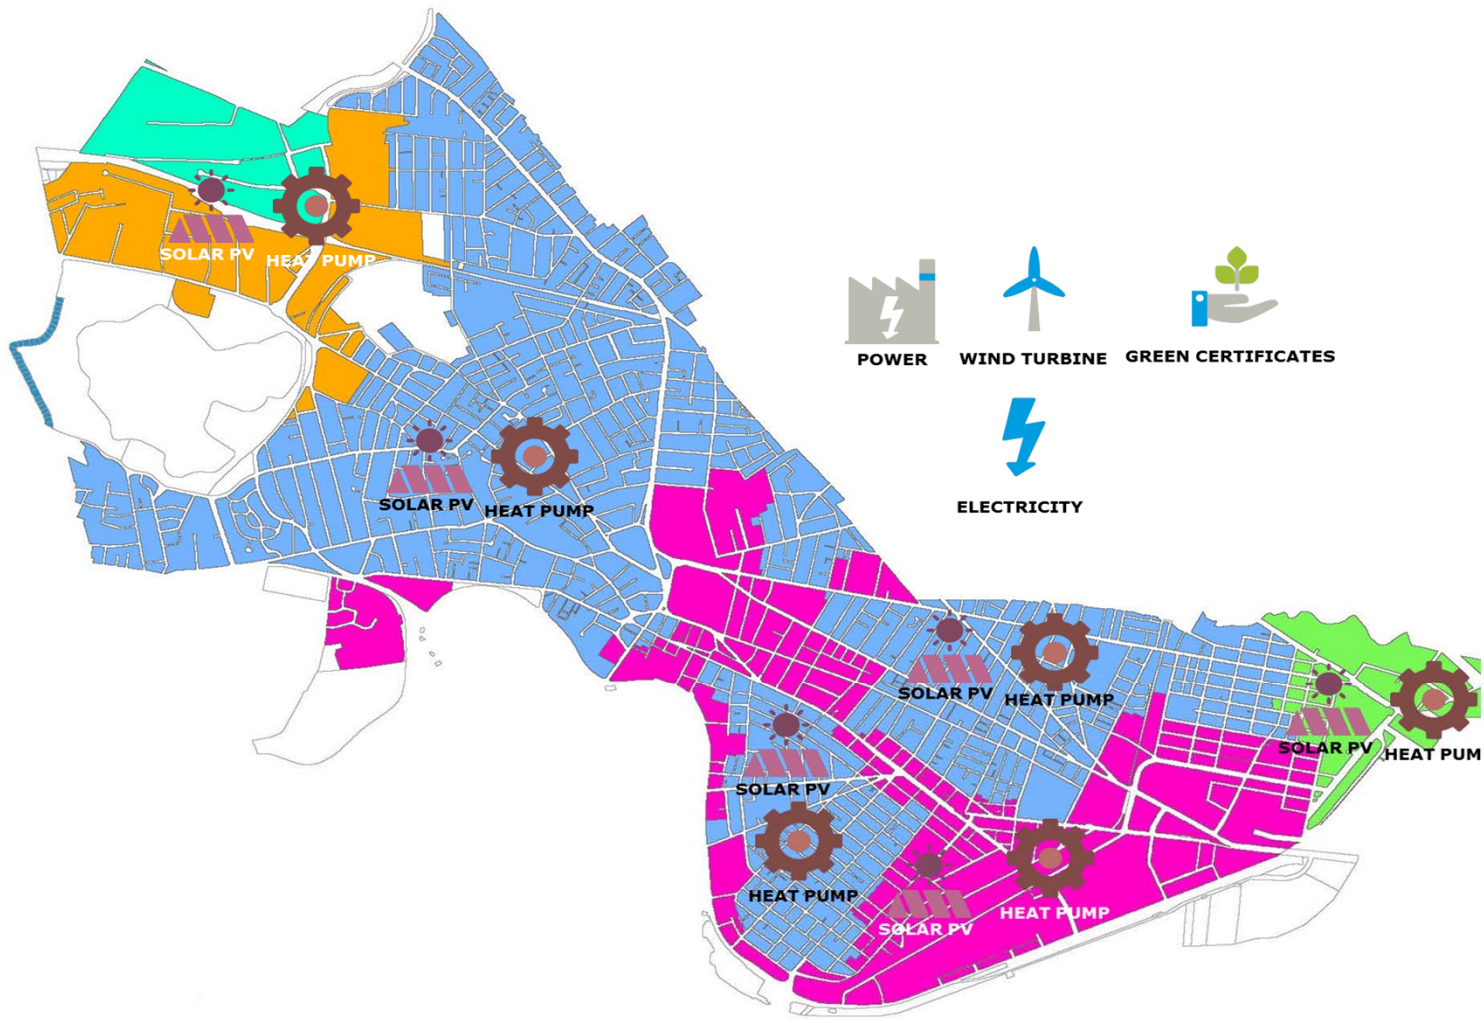 SOLAR PV
HEAT PUMP
POWER
WIND TURBINE
GREEN CERTIFICATES
SOLAR PV
HEAT PUMP
ELECTRICITY
SOLAR PV
HEAT PUMP
SOLAR PV
HEAT PUM
SOLAR PV
HEAT PUMP
SOLAR PV
HEAT PUMP